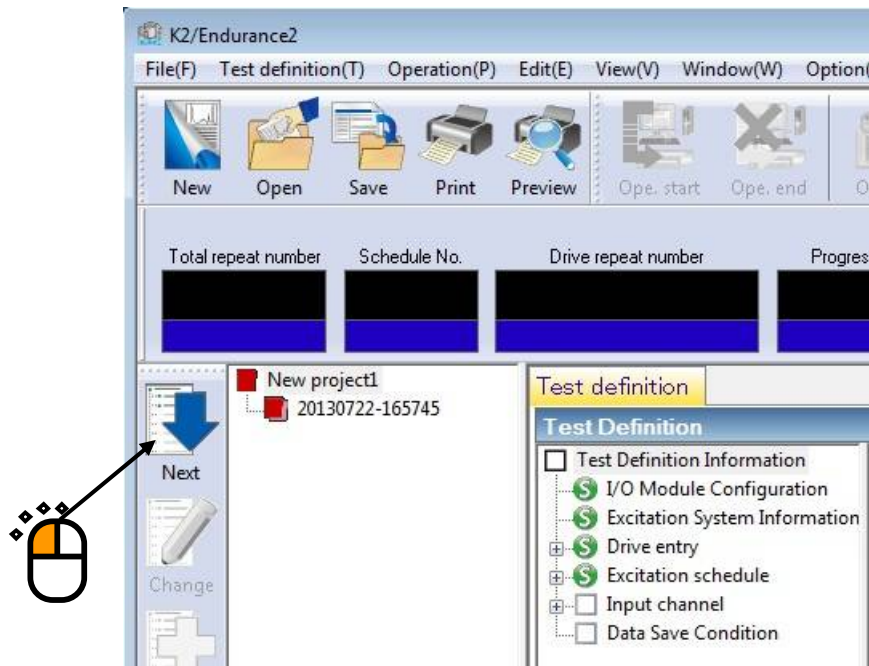 K2/Endurance2
File(F) Test definition(T) Operation(P) Edit(E) View(V) Window(W) Option(
New Open Save Print Preview Ope. start Ope. end
Total repeat number Schedule No. Drive repeat number Progres
New project1
20130722-165745
Next
Change
Test definition
Test Definition
Test Definition Information
S I/O Module Configuration
S Excitation System Information
S Drive entry
S Excitation schedule
Input channel
Data Save Condition